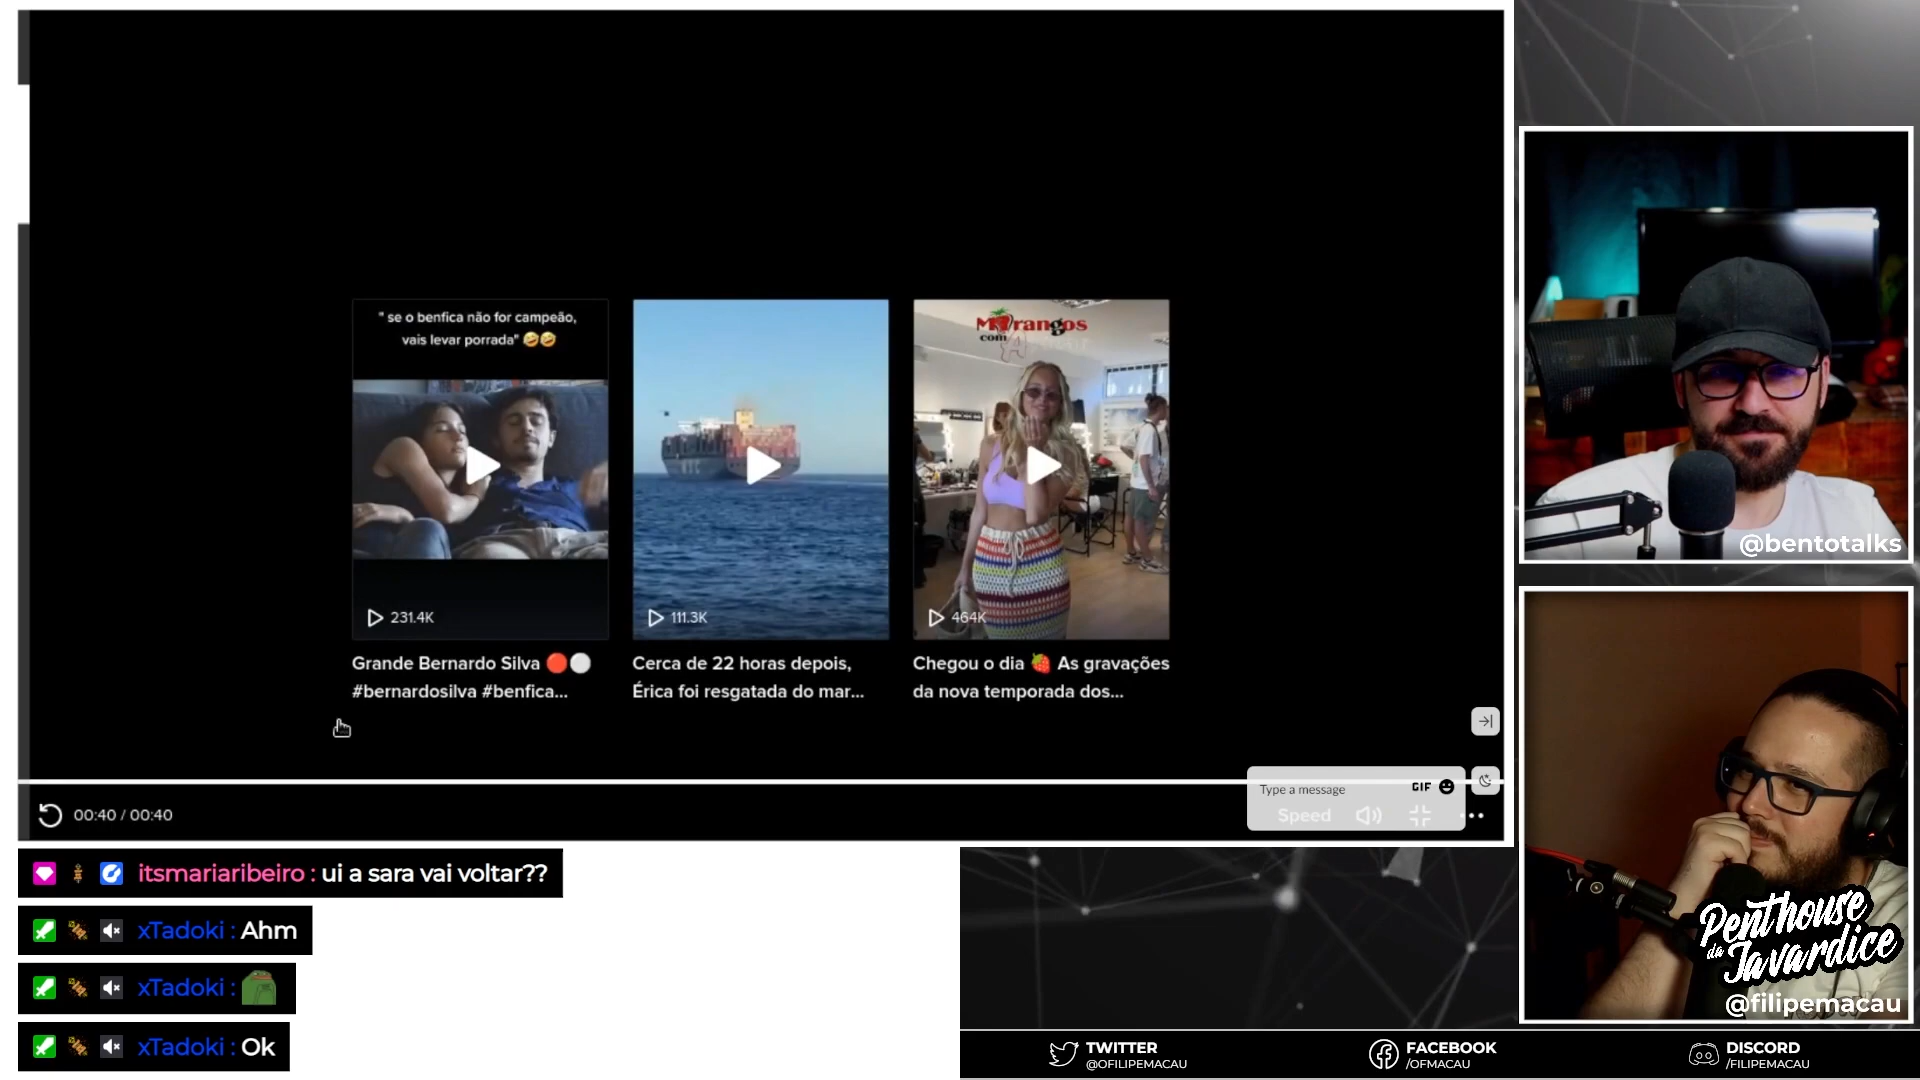 " se o benfica não for campeão,
vais levar porrada" 🤣🤣
Morangos
com A
231.4K
111.3K
464K
Grande Bernardo Silva 🔴⚪
#bernardosilva #benfica...
Cerca de 22 horas depois,
Érica foi resgatada do mar...
Chegou o dia 🍓 As gravações
da nova temporada dos...
Type a message
GIF
00:40 / 00:40
Speed
itsmariaribeiro : ui a sara vai voltar??
xTadoki : Ahm
xTadoki :
xTadoki : Ok
@bentotalks
Penthouse
da Javardice
@filipemacau
TWITTER
@OFILIPEMACAU
FACEBOOK
/OFMACAU
DISCORD
/FILIPEMACAU